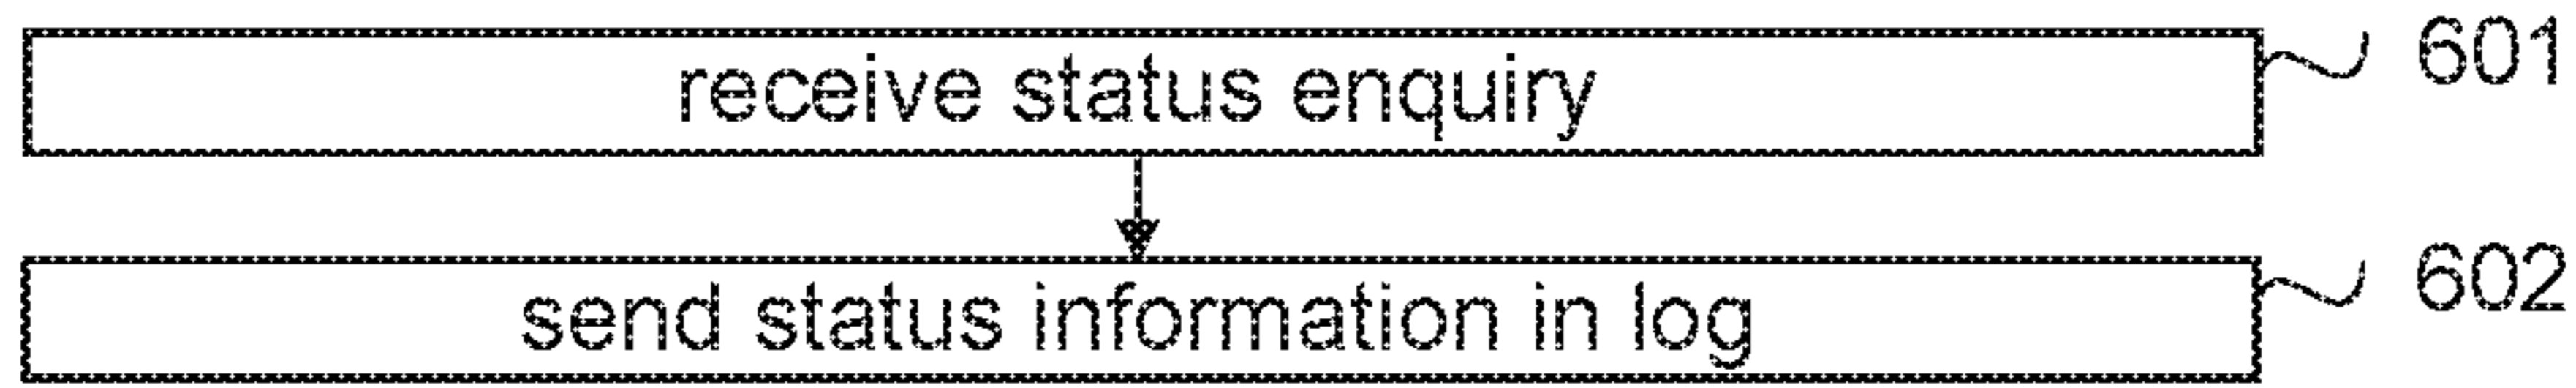 receive status enquiry 601
send status information in log 602